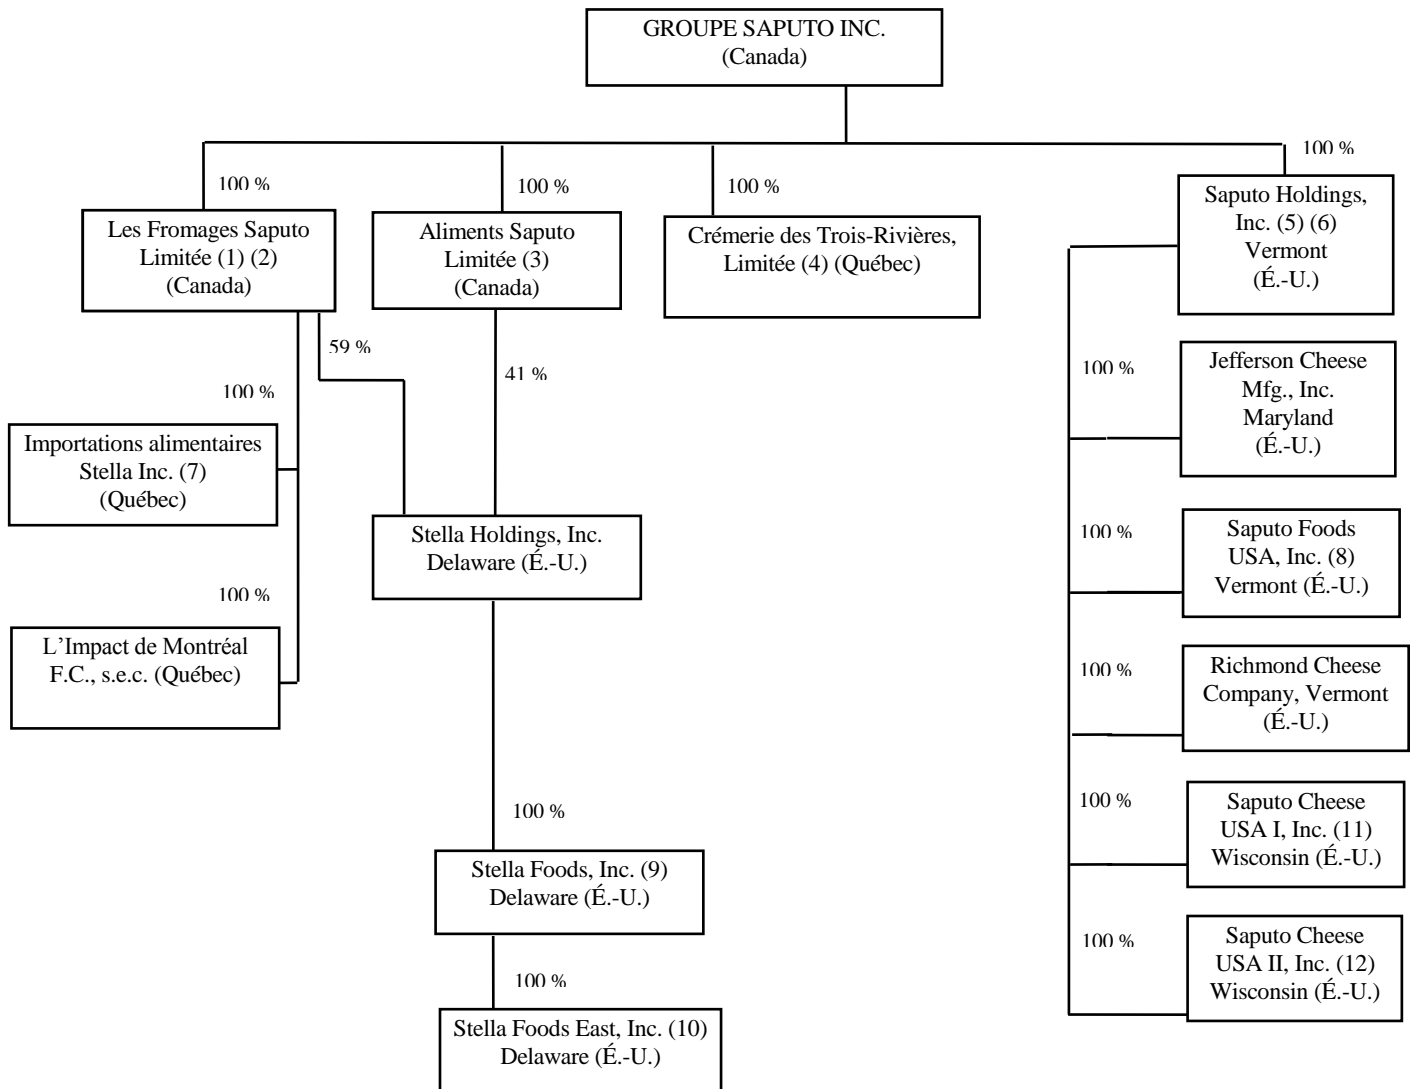 GROUPE SAPUTO INC.
(Canada)
100 %
100 %
100 %
100 %
Les Fromages Saputo
Limitée (1) (2)
(Canada)
Aliments Saputo
Limitée (3)
(Canada)
Crémerie des Trois-Rivières,
Limitée (4) (Québec)
Saputo Holdings,
Inc. (5) (6)
Vermont
(É.-U.)
59 %
41 %
100 %
100 %
Jefferson Cheese
Mfg., Inc.
Maryland
(É.-U.)
Importations alimentaires
Stella Inc. (7)
(Québec)
Stella Holdings, Inc.
Delaware (É.-U.)
100 %
Saputo Foods
USA, Inc. (8)
Vermont (É.-U.)
100 %
L’Impact de Montréal
F.C., s.e.c. (Québec)
100 %
Richmond Cheese
Company, Vermont
(É.-U.)
100 %
Stella Foods, Inc. (9)
Delaware (É.-U.)
100 %
Saputo Cheese
USA I, Inc. (11)
Wisconsin (É.-U.)
100 %
Saputo Cheese
USA II, Inc. (12)
Wisconsin (É.-U.)
100 %
Stella Foods East, Inc. (10)
Delaware (É.-U.)